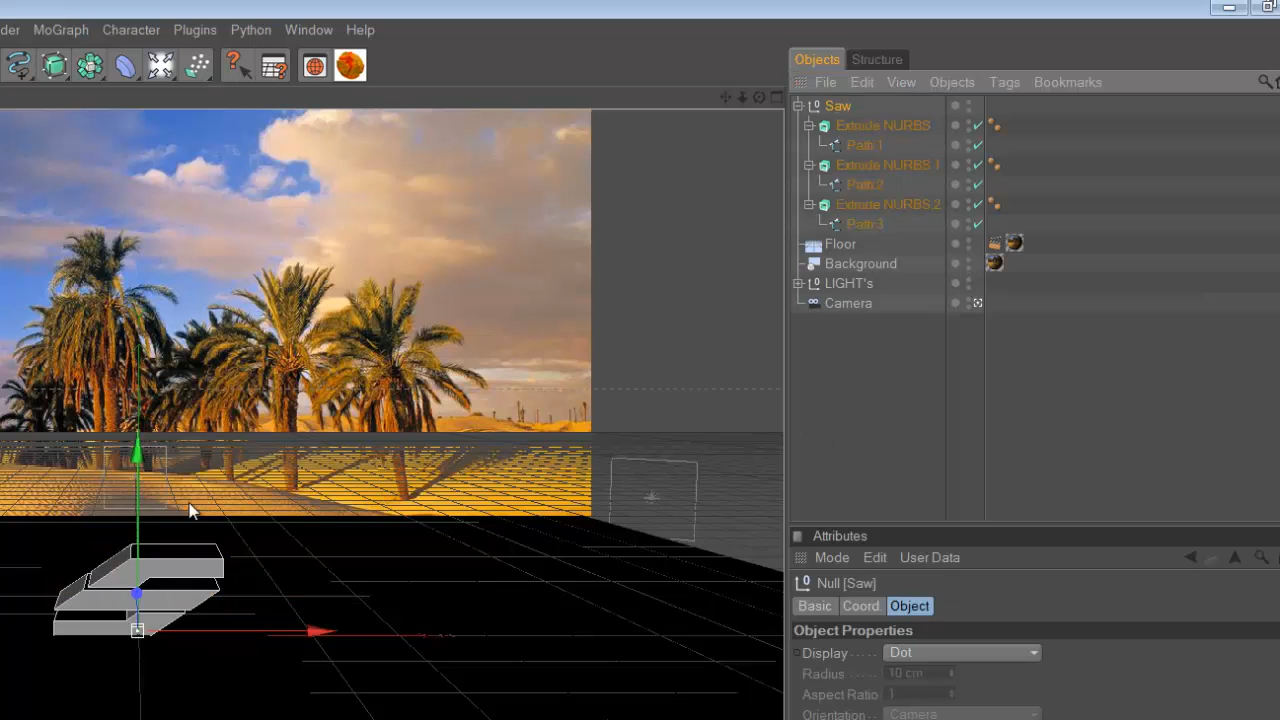 der MoGraph Character Plugins Python Window Help
Objects Structure
File Edit View Objects Tags Bookmarks
Saw
Extrude NURBS
Path 1
Extrude NURBS 1
Path 2
Extrude NURBS 2
Path 3
Floor
Background
LIGHT's
Camera
Attributes
Mode Edit User Data
Null [Saw]
Basic Coord. Object
Object Properties
Display Dot
Radius 10 cm
Aspect Ratio 1
Orientation Camera